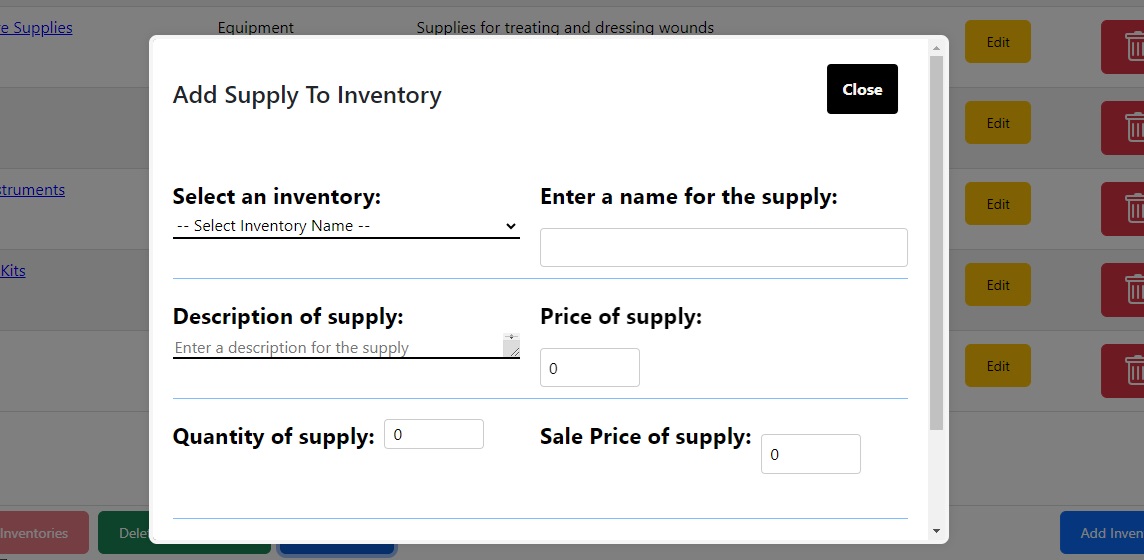 e Supplies Equipment Supplies for treating and dressing wounds Edit
Add Supply To Inventory Close
Edit
Select an inventory: Enter a name for the supply:
struments Edit
-- Select Inventory Name --
Kits Edit
Description of supply: Price of supply:
Enter a description for the supply
0 Edit
Quantity of supply: 0 Sale Price of supply:
0
Inventories Dele Add Inven